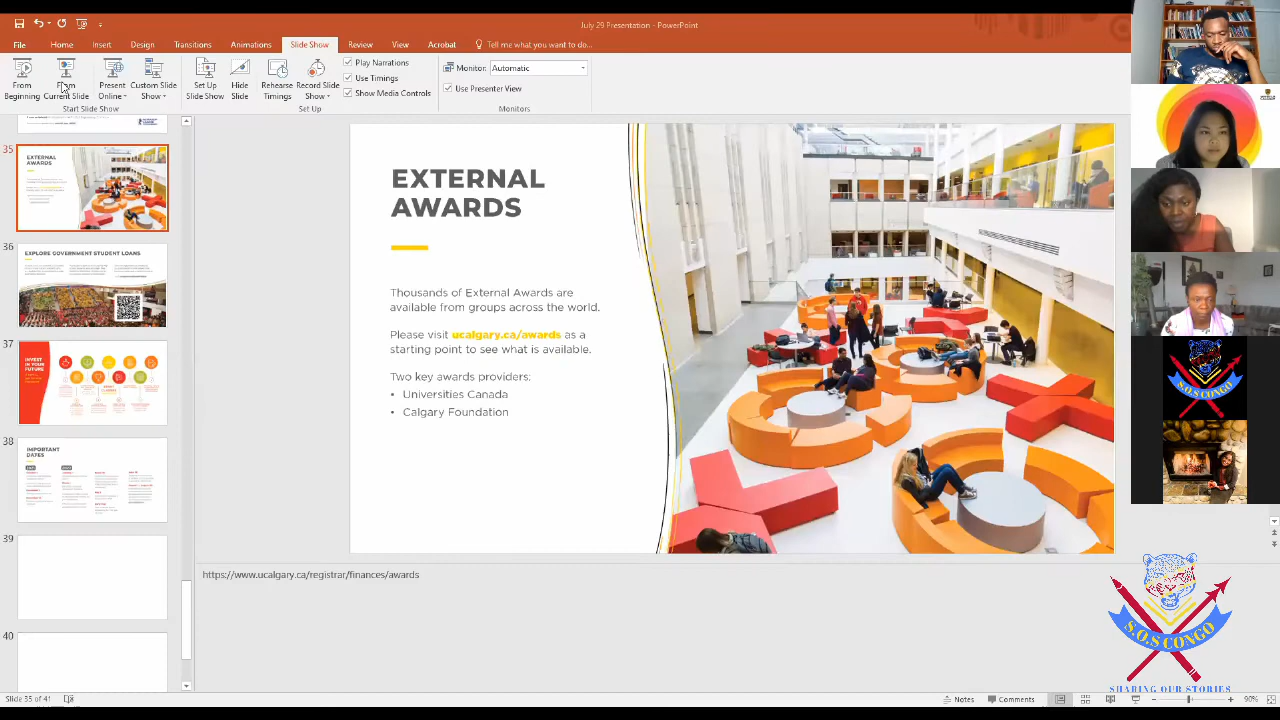 July 29 Presentation - PowerPoint
File
Home
Insert
Design
Transitions
Animations
Slide Show
Review
View
Acrobat
Tell me what you want to do...
From Beginning
From Current Slide
Present Online
Custom Slide Show
Set Up Slide Show
Hide Slide
Rehearse Timings
Record Slide Show
Play Narrations
Use Timings
Show Media Controls
Monitor: Automatic
Use Presenter View
Start Slide Show
Set Up
Monitors
35
EXTERNAL
AWARDS
36
EXPLORE GOVERNMENT STUDENT LOANS
37
INVEST
IN YOUR
FUTURE
38
IMPORTANT
DATES
39
40
EXTERNAL
AWARDS
Thousands of External Awards are
available from groups across the world.
Please visit ucalgary.ca/awards as a
starting point to see what is available.
Two key awards providers:
• Universities Canada
• Calgary Foundation
https://www.ucalgary.ca/registrar/finances/awards
S.O.S CONGO
S.O.S CONGO
SHARING OUR STORIES
Slide 35 of 41
Notes
Comments
90%